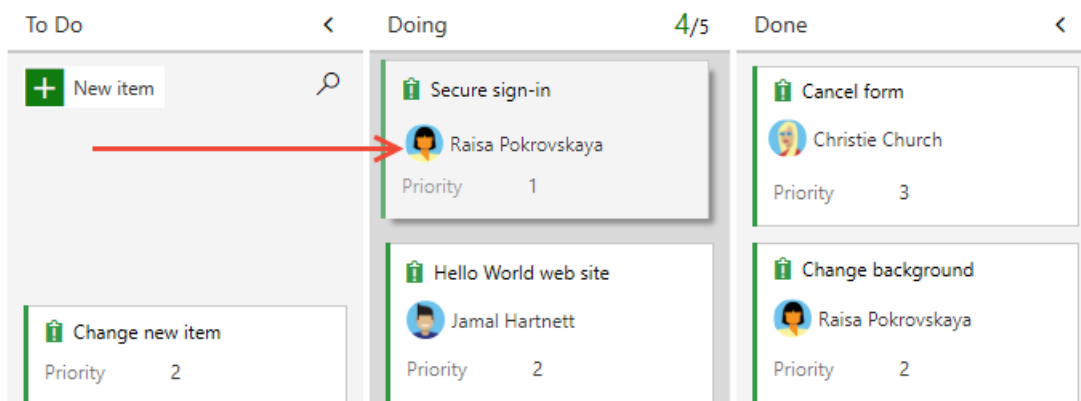 To Do
New item
Change new item
Priority 2
Doing 4/5
Secure sign-in
Raisa Pokrovskaya
Priority 1
Hello World web site
Jamal Hartnett
Priority 2
Done
Cancel form
Christie Church
Priority 3
Change background
Raisa Pokrovskaya
Priority 2